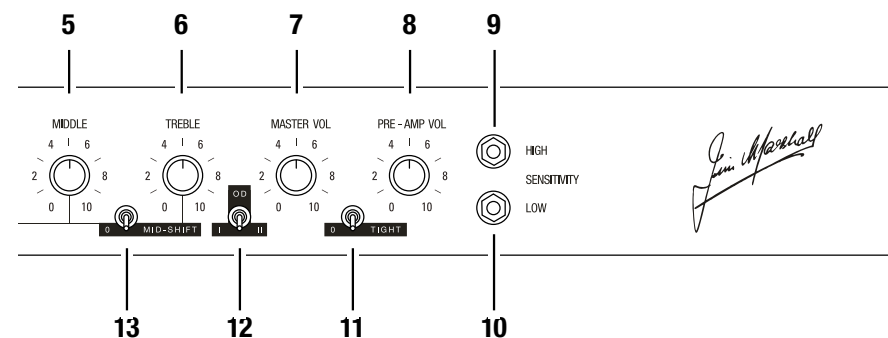 5 6 7 8 9
MIDDLE TREBLE MASTER VOL PRE-AMP VOL
4 6 4 6 4 6 4 6
HIGH
2 8 2 8 2 8 2 8
SENSITIVITY
OD
0 10 0 10 0 10 0 10
LOW
0 MID-SHIFT I II 0 TIGHT
Jim Marshall
13 12 11 10